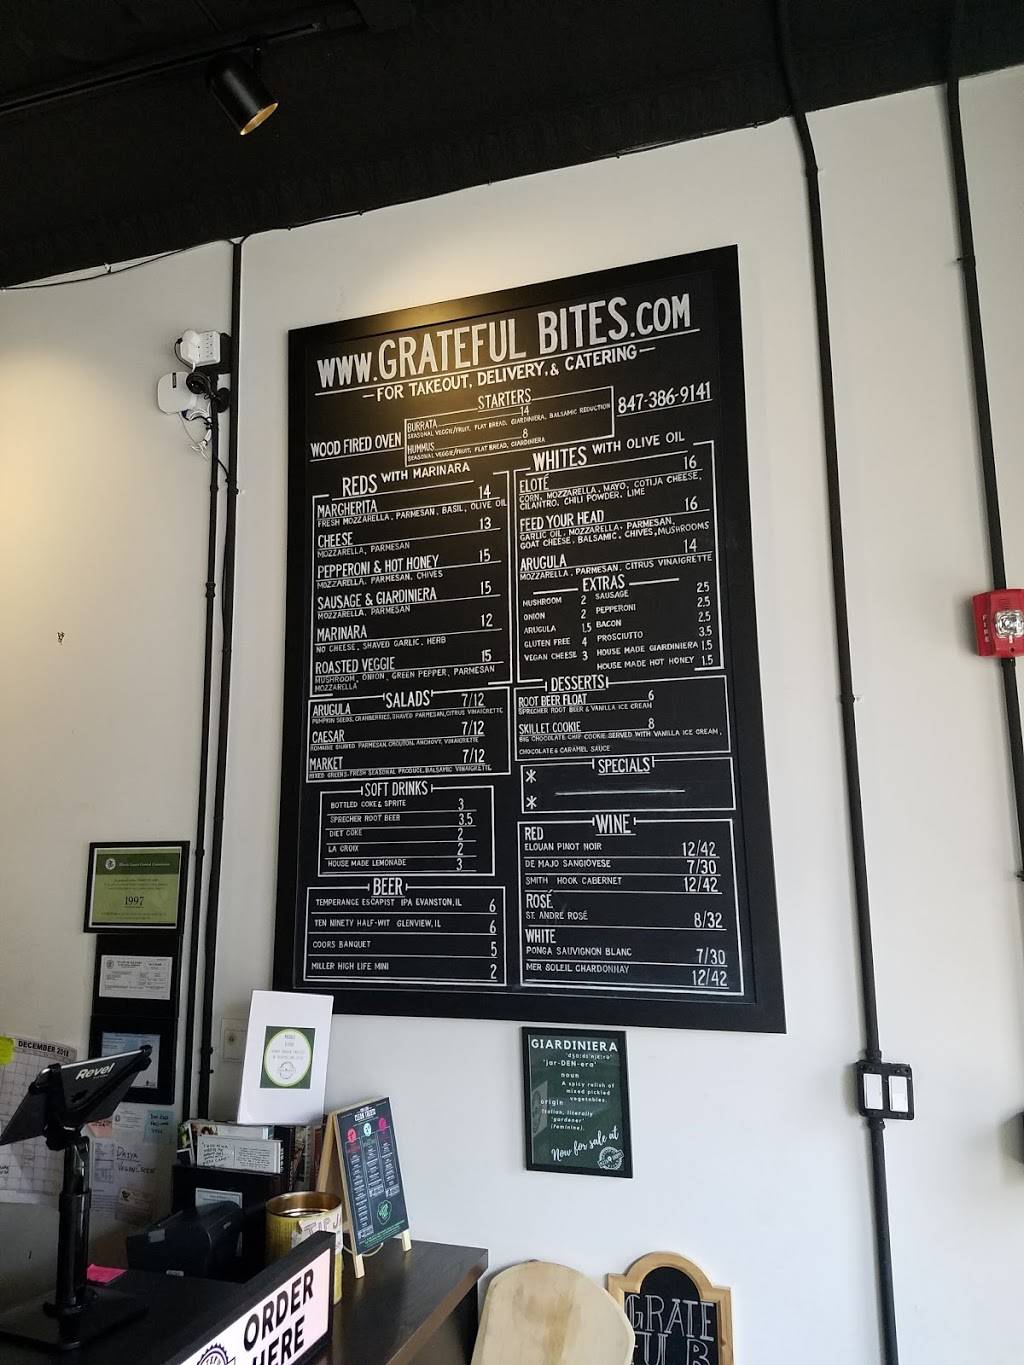 WWW.GRATEFUL BITES.COM
—FOR TAKEOUT, DELIVERY, & CATERING—
STARTERS
847-386-9141
WOOD FIRED OVEN
BURRATA 14
SEASONAL VEGGIE/FRUIT, FLAT BREAD, GIARDINIERA, BALSAMIC REDUCTION
HUMMUS 8
SEASONAL VEGGIE/FRUIT, FLAT BREAD, GIARDINIERA
REDS WITH MARINARA
MARGHERITA 14
FRESH MOZZARELLA, PARMESAN, BASIL, OLIVE OIL
CHEESE 13
MOZZARELLA, PARMESAN
PEPPERONI & HOT HONEY 15
MOZZARELLA, PARMESAN, CHIVES
SAUSAGE & GIARDINIERA 15
MOZZARELLA, PARMESAN
MARINARA 12
NO CHEESE, SHAVED GARLIC, HERB
ROASTED VEGGIE 15
MUSHROOM, ONION, GREEN PEPPER, PARMESAN
MOZZARELLA
SALADS
ARUGULA 7/12
PUMPKIN SEEDS, CRANBERRIES, SHAVED PARMESAN, CITRUS VINAIGRETTE
CAESAR 7/12
ROMAINE SHAVED PARMESAN, CROUTON, ANCHOVY, VINAIGRETTE
MARKET 7/12
MIXED GREENS, FRESH SEASONAL PRODUCE, BALSAMIC VINAIGRETTE
SOFT DRINKS
BOTTLED COKE & SPRITE 3
SPRECHER ROOT BEER 3.5
DIET COKE 2
LA CROIX 2
HOUSE MADE LEMONADE 3
BEER
TEMPERANCE ESCAPIST IPA EVANSTON, IL 6
TEN NINETY HALF-WIT GLENVIEW, IL 6
COORS BANQUET 5
MILLER HIGH LIFE MINI 2
WHITES WITH OLIVE OIL
ELOTÉ 16
CORN, MOZZARELLA, MAYO, COTIJA CHEESE,
CILANTRO, CHILI POWDER, LIME
FEED YOUR HEAD 16
GARLIC OIL, MOZZARELLA, PARMESAN,
GOAT CHEESE, BALSAMIC, CHIVES, MUSHROOMS
ARUGULA 14
MOZZARELLA, PARMESAN, CITRUS VINAIGRETTE
EXTRAS
MUSHROOM 2 SAUSAGE 2.5
ONION 2 PEPPERONI 2.5
ARUGULA 1.5 BACON 2.5
GLUTEN FREE 4 PROSCIUTTO 3.5
VEGAN CHEESE 3 HOUSE MADE GIARDINIERA 1.5
HOUSE MADE HOT HONEY 1.5
DESSERTS
ROOT BEER FLOAT 6
SPRECHER ROOT BEER & VANILLA ICE CREAM
SKILLET COOKIE 8
BIG CHOCOLATE CHIP COOKIE SERVED WITH VANILLA ICE CREAM,
CHOCOLATE & CARAMEL SAUCE
SPECIALS
*
*
WINE
RED
ELOUAN PINOT NOIR 12/42
DE MAJO SANGIOVESE 7/30
SMITH HOOK CABERNET 12/42
ROSÉ
ST. ANDRE ROSÉ 8/32
WHITE
PONGA SAUVIGNON BLANC 7/30
MER SOLEIL CHARDONNAY 12/42
FIRE
1997
DECEMBER 2018
Revel
DAIYA
VEGAN
TIP
ORDER
HERE
GIARDINIERA
'jar-DEN-era'
noun
A spicy relish of
mixed pickled
vegetables.
origin
Italian, literally
'gardener'
(feminine).
Now for sale at
GRATE
FUL B